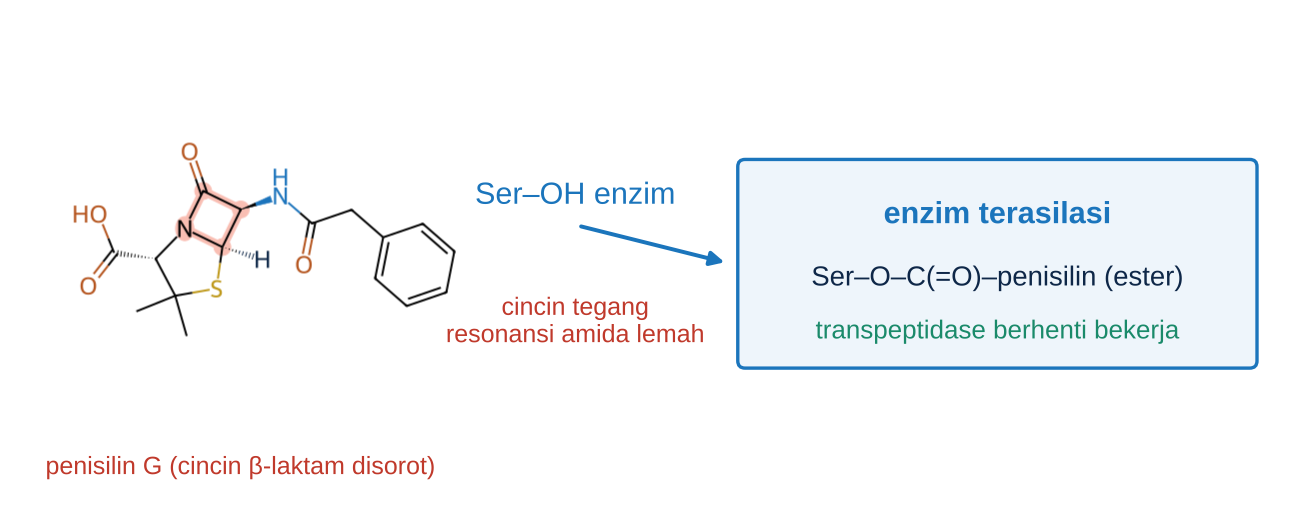 O
H
N
HO
N
H
O
O
S
Ser–OH enzim
cincin tegang
resonansi amida lemah
enzim terasilasi
Ser–O–C(=O)–penisilin (ester)
transpeptidase berhenti bekerja
penisilin G (cincin β-laktam disorot)